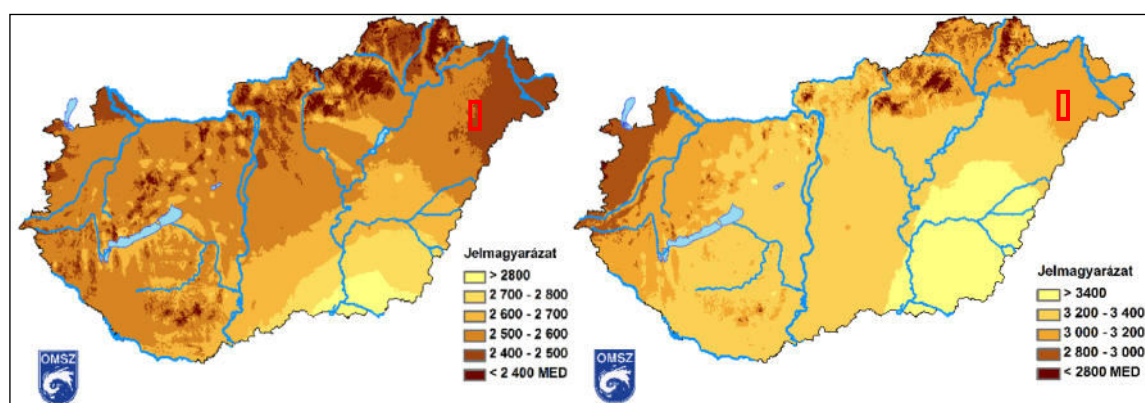 Jelmagyarázat
> 2800
2 700 - 2 800
2 600 - 2 700
2 500 - 2 600
2 400 - 2 500
< 2 400 MED
OMSZ
Jelmagyarázat
> 3400
3 200 - 3 400
3 000 - 3 200
2 800 - 3 000
< 2800 MED
OMSZ